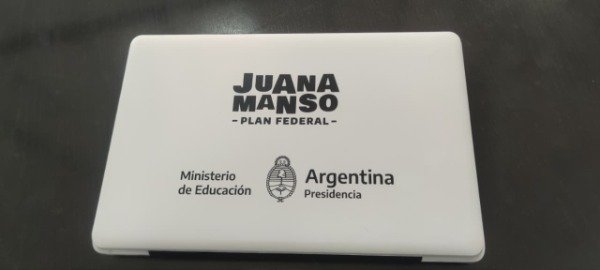 JUANA
MANSO
- PLAN FEDERAL -
Ministerio
de Educación
Argentina
Presidencia